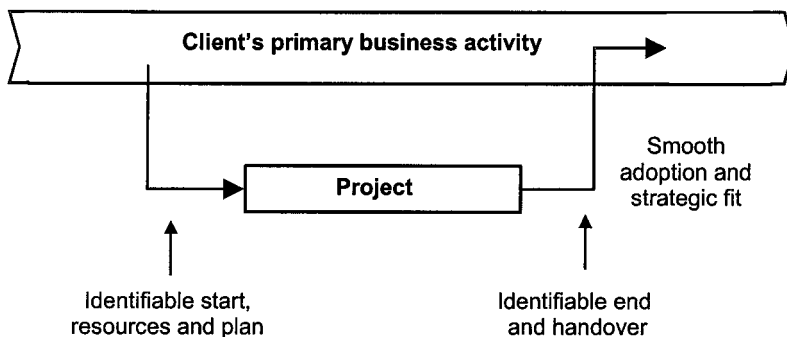 Client's primary business activity
Project
Smooth
adoption and
strategic fit
Identifiable start,
resources and plan
Identifiable end
and handover